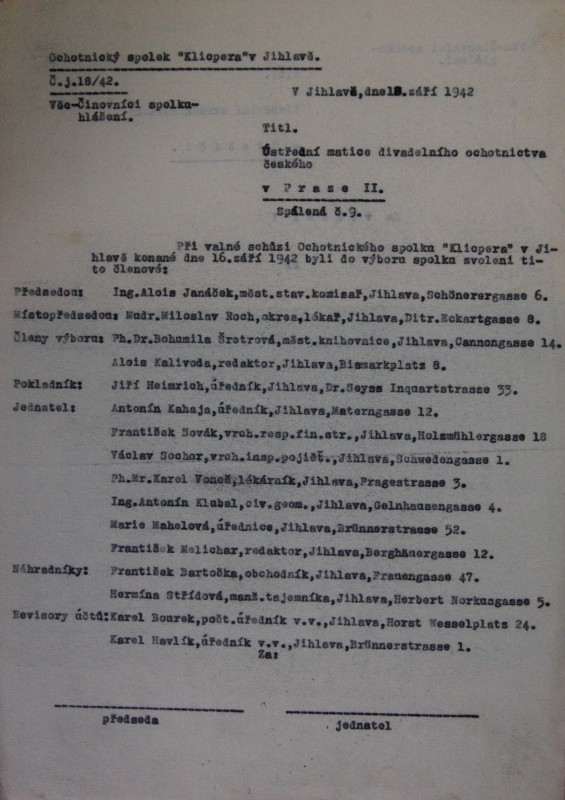 Ochotnický spolek "Klicpera" v Jihlavě.
Č.j.18/42.
V Jihlavě,dne18.září 1942
Věc-Činovníci spolku-
hlášení.
Titl.
Ústřední matice divadelního ochotnictva
českého
v Praze II.
Spálená č.9.
Při valné schůzi Ochotnického spolku "Klicpera" v Ji-
hlavě konané dne 16.září 1942 byli do výboru spolku zvoleni ti-
to členové:
Předsedou: Ing.Alois Janáček,měst.stav.komisař,Jihlava,Schönerergasse 6.
Místopředsedou: Mudr.Miloslav Roch,okres,lékař,Jihlava,Ditr.Eckartgasse 8.
Členy výboru: Ph.Dr.Bohumila Šretrová,měst.knihovnice,Jihlava,Cannongasse 14.
Alois Kalivoda,redaktor,Jihlava,Bismarkplatz 8.
Pokladník: Jiří Heimrich,úředník,Jihlava,Dr.Seyss Inquartstrasse 33.
Jednatel: Antonín Kahaja,úředník,Jihlava,Materngasse 12.
František Novák,vrch.resp.fin.str.,Jihlava,Holzmühlergasse 18
Václav Sochor,vrch.insp.pojišť.,Jihlava,Schwedengasse 1.
Ph.Mr.Karel Voneš,lékárník,Jihlava,Pragestrasse 3.
Ing.Antonín Klubal,civ.geom.,Jihlava,Gelnhausengasse 4.
Marie Mahelová,úřednice,Jihlava,Brünnerstrasse 52.
František Melichar,redaktor,Jihlava,Berghäuergasse 12.
Náhradníky: František Bartočka,obchodník,Jihlava,Frauengasse 47.
Hermína Střídová,manž.tajemníka,Jihlava,Herbert Norkusgasse 5.
Revisory účtů:Karel Bourek,pošt.úředník v.v.,Jihlava,Horst Wesselplatz 24.
Karel Havlík,úředník v.v.,Jihlava,Brünnerstrasse 1.
Za:
předseda jednatel